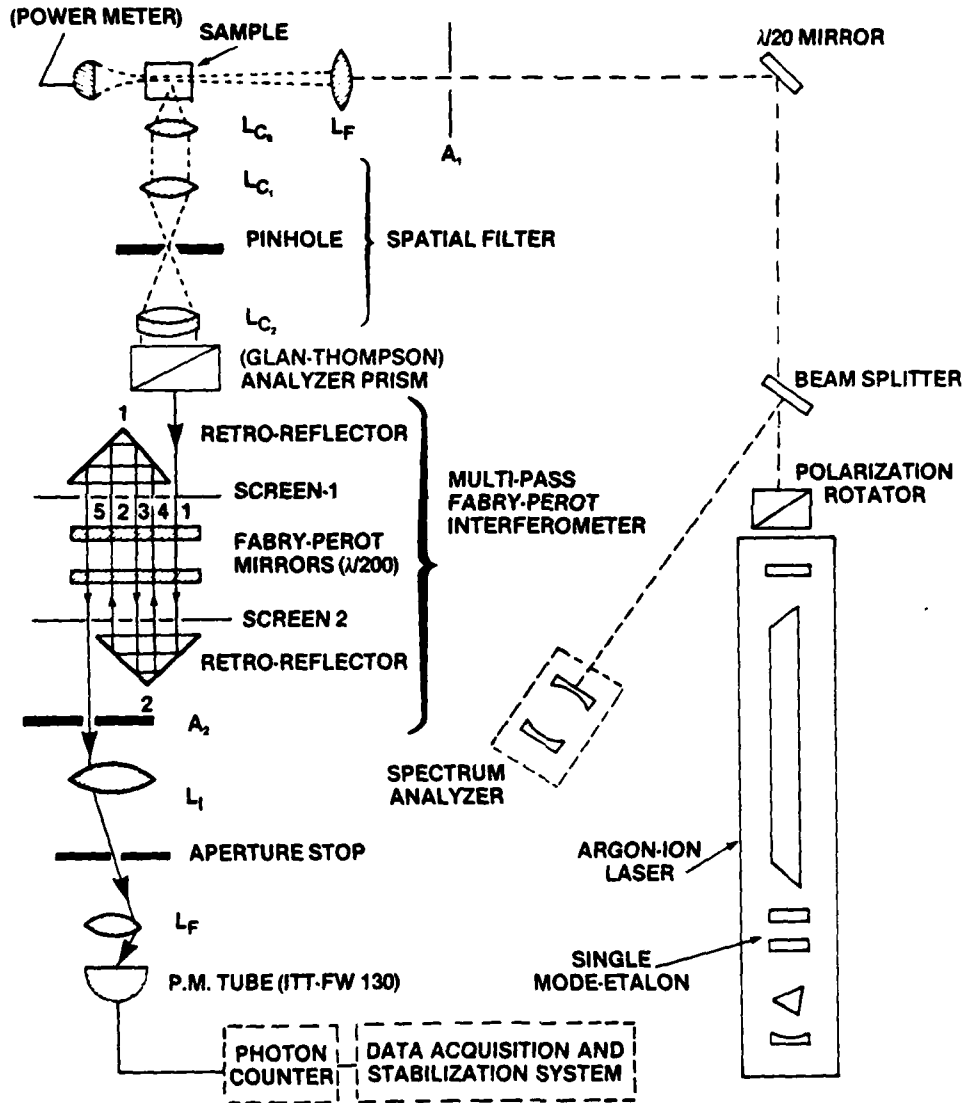 (POWER METER)
SAMPLE
λ/20 MIRROR
L_C₀
L_F
A₁
L_C₁
PINHOLE
SPATIAL FILTER
L_C₂
(GLAN-THOMPSON)
ANALYZER PRISM
BEAM SPLITTER
1
RETRO-REFLECTOR
POLARIZATION
ROTATOR
SCREEN-1
MULTI-PASS
FABRY-PEROT
INTERFEROMETER
5 2 3 4 1
FABRY-PEROT
MIRRORS (λ/200)
SCREEN 2
RETRO-REFLECTOR
2
A₂
SPECTRUM
ANALYZER
L_I
ARGON-ION
LASER
APERTURE STOP
L_F
SINGLE
MODE-ETALON
P.M. TUBE (ITT-FW 130)
PHOTON
COUNTER
DATA ACQUISITION AND
STABILIZATION SYSTEM